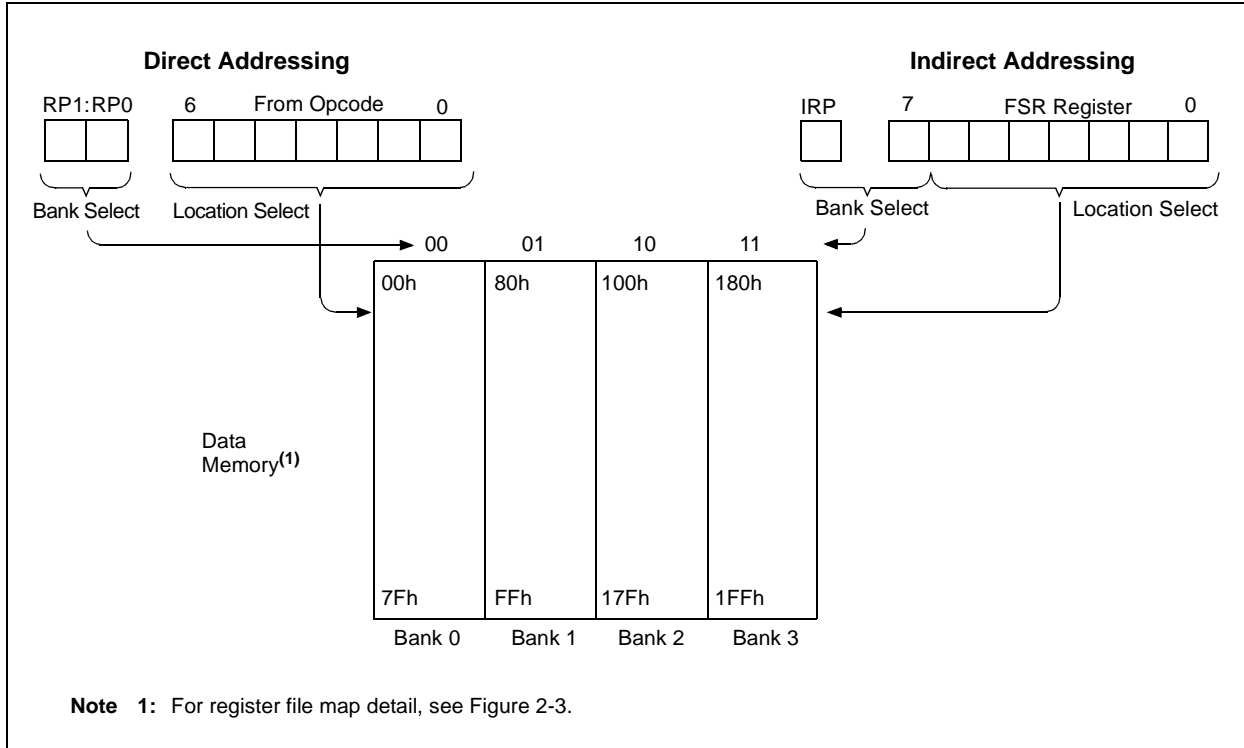 Direct Addressing
Indirect Addressing
RP1:RP0 6 From Opcode 0
IRP 7 FSR Register 0
Bank Select Location Select
Bank Select Location Select
00 01 10 11
00h 80h 100h 180h
Data
Memory(1)
7Fh FFh 17Fh 1FFh
Bank 0 Bank 1 Bank 2 Bank 3
Note 1: For register file map detail, see Figure 2-3.